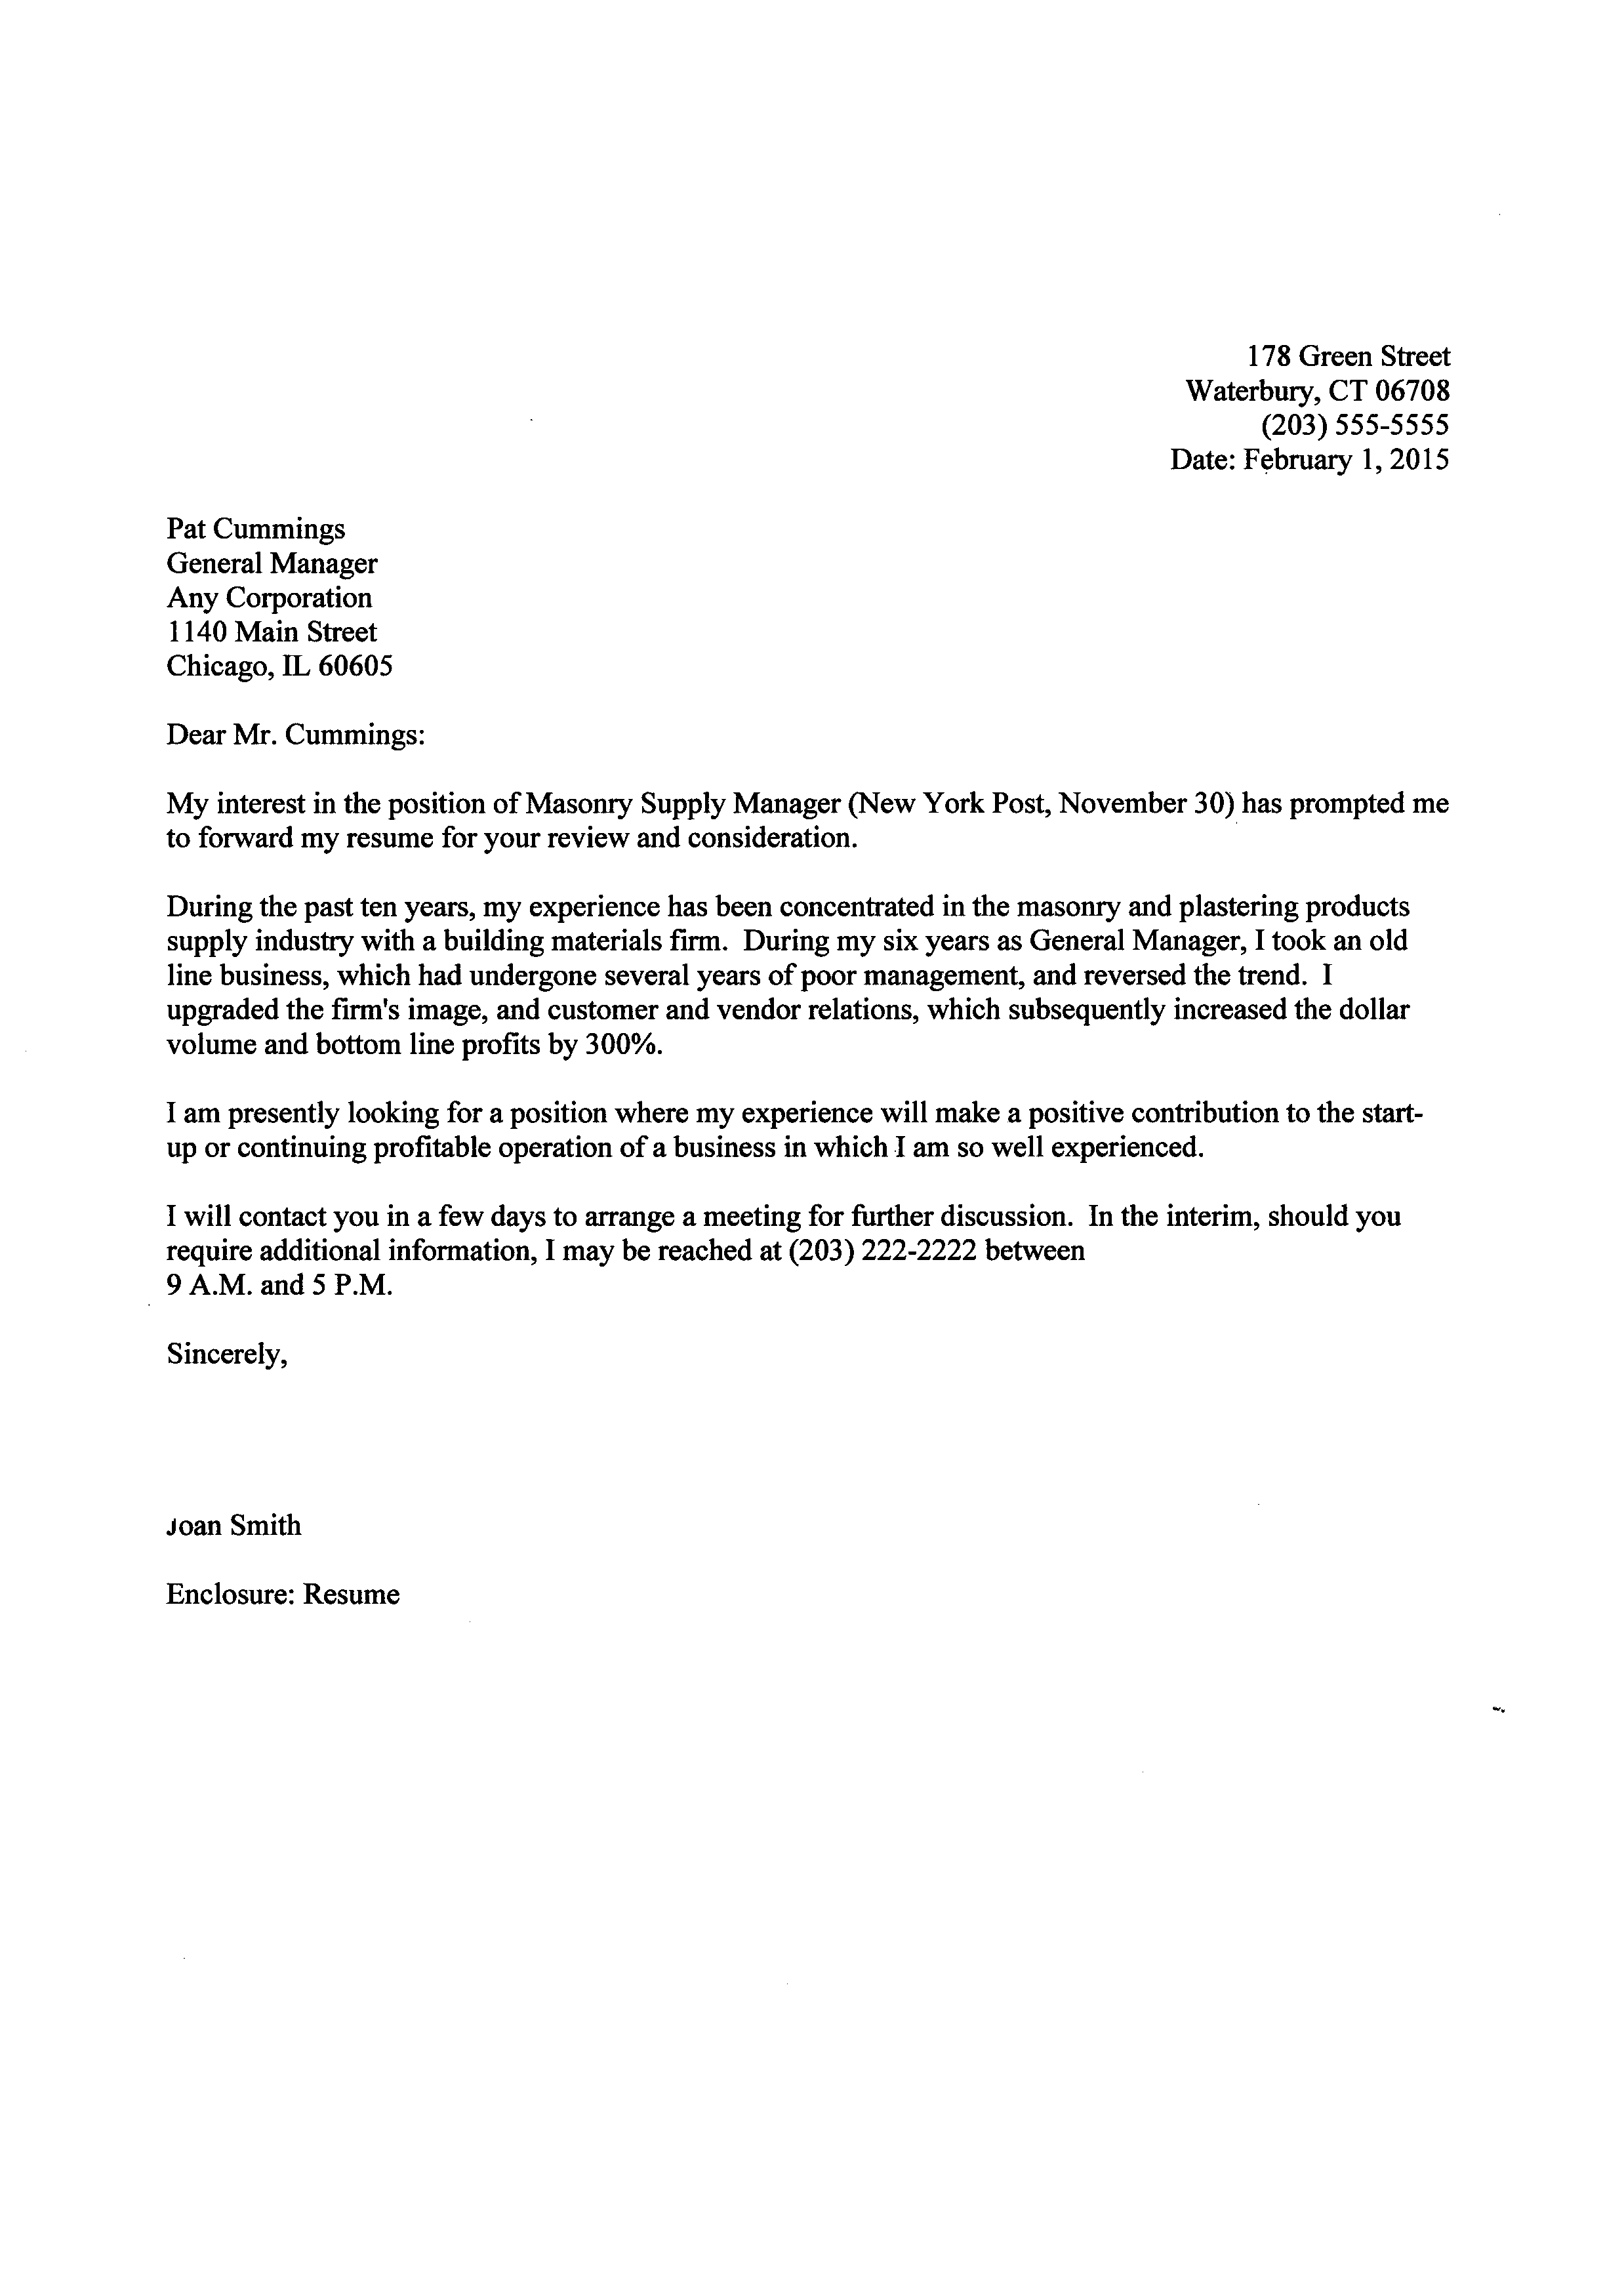 178 Green Street
Waterbury, CT 06708
(203) 555-5555
Date: February 1, 2015
Pat Cummings
General Manager
Any Corporation
1140 Main Street
Chicago, IL 60605
Dear Mr. Cummings:
My interest in the position of Masonry Supply Manager (New York Post, November 30) has prompted me
to forward my resume for your review and consideration.
During the past ten years, my experience has been concentrated in the masonry and plastering products
supply industry with a building materials firm.  During my six years as General Manager, I took an old
line business, which had undergone several years of poor management, and reversed the trend.  I
upgraded the firm's image, and customer and vendor relations, which subsequently increased the dollar
volume and bottom line profits by 300%.
I am presently looking for a position where my experience will make a positive contribution to the start-
up or continuing profitable operation of a business in which I am so well experienced.
I will contact you in a few days to arrange a meeting for further discussion.  In the interim, should you
require additional information, I may be reached at (203) 222-2222 between
9 A.M. and 5 P.M.
Sincerely,
Joan Smith
Enclosure: Resume